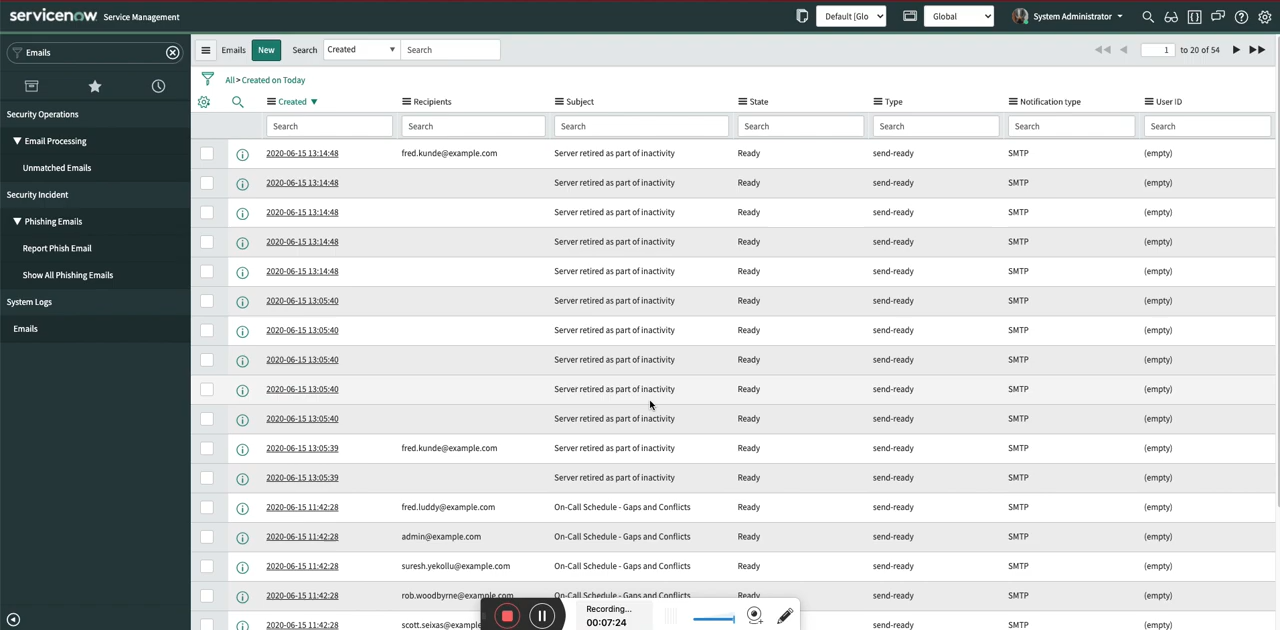 servicenow Service Management
Default [Glo
Global
System Administrator
Emails
Security Operations
Email Processing
Unmatched Emails
Security Incident
Phishing Emails
Report Phish Email
Show All Phishing Emails
System Logs
Emails
Emails New Search Created Search 1 to 20 of 54
All > Created on Today
Created Recipients Subject State Type Notification type User ID
Search Search Search Search Search Search Search
2020-06-15 13:14:48 fred.kunde@example.com Server retired as part of inactivity Ready send-ready SMTP (empty)
2020-06-15 13:14:48 Server retired as part of inactivity Ready send-ready SMTP (empty)
2020-06-15 13:14:48 Server retired as part of inactivity Ready send-ready SMTP (empty)
2020-06-15 13:14:48 Server retired as part of inactivity Ready send-ready SMTP (empty)
2020-06-15 13:14:48 Server retired as part of inactivity Ready send-ready SMTP (empty)
2020-06-15 13:05:40 Server retired as part of inactivity Ready send-ready SMTP (empty)
2020-06-15 13:05:40 Server retired as part of inactivity Ready send-ready SMTP (empty)
2020-06-15 13:05:40 Server retired as part of inactivity Ready send-ready SMTP (empty)
2020-06-15 13:05:40 Server retired as part of inactivity Ready send-ready SMTP (empty)
2020-06-15 13:05:40 Server retired as part of inactivity Ready send-ready SMTP (empty)
2020-06-15 13:05:39 fred.kunde@example.com Server retired as part of inactivity Ready send-ready SMTP (empty)
2020-06-15 13:05:39 Server retired as part of inactivity Ready send-ready SMTP (empty)
2020-06-15 11:42:28 fred.luddy@example.com On-Call Schedule - Gaps and Conflicts Ready send-ready SMTP (empty)
2020-06-15 11:42:28 admin@example.com On-Call Schedule - Gaps and Conflicts Ready send-ready SMTP (empty)
2020-06-15 11:42:28 suresh.yekollu@example.com On-Call Schedule - Gaps and Conflicts Ready send-ready SMTP (empty)
2020-06-15 11:42:28 rob.woodbyrne@example.com On-Call Schedule - Gaps and Conflicts Ready send-ready SMTP (empty)
2020-06-15 11:42:28 scott.seixas@example Ready send-ready SMTP (empty)
Recording...
00:07:24